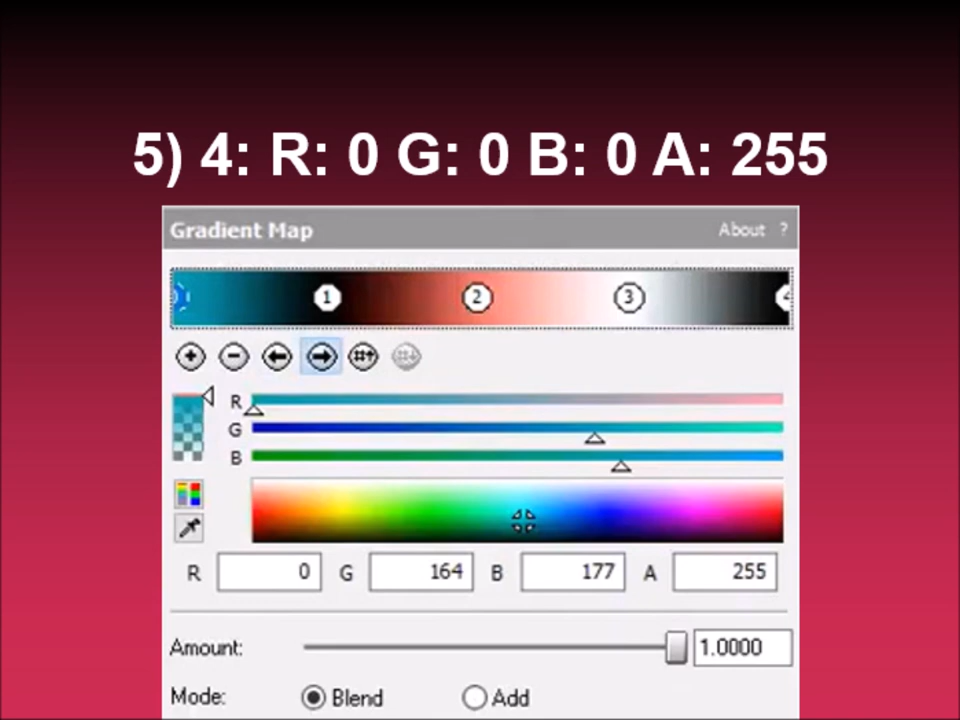 5) 4: R: 0 G: 0 B: 0 A: 255
Gradient Map About ?
1 2 3 4
R
G
B
R 0 G 164 B 177 A 255
Amount: 1.0000
Mode: Blend Add